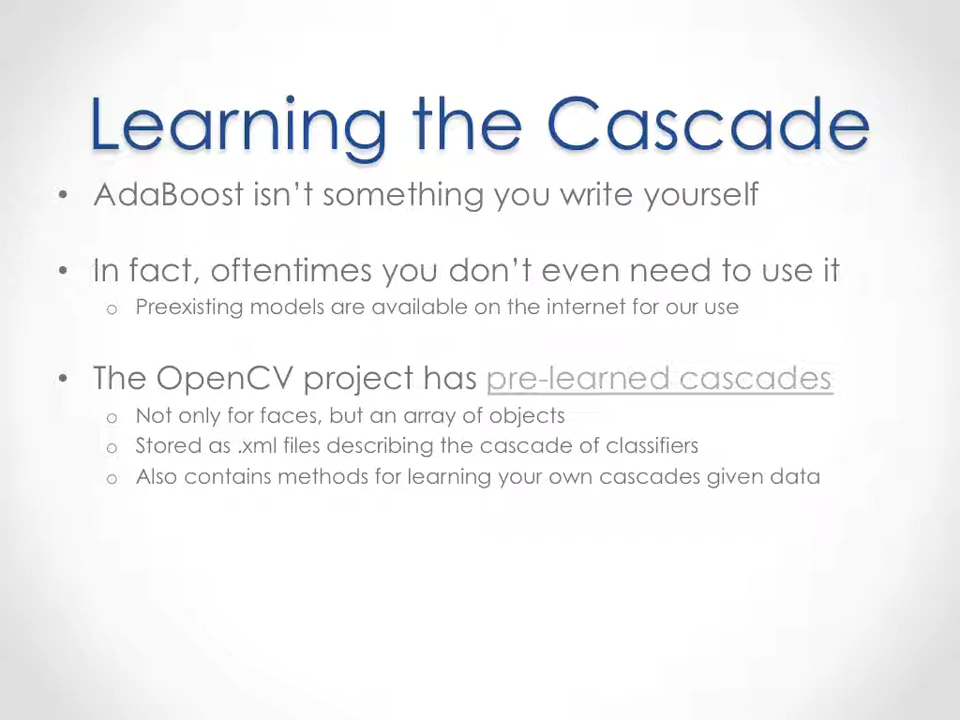 Learning the Cascade
• AdaBoost isn't something you write yourself
• In fact, oftentimes you don't even need to use it
o Preexisting models are available on the internet for our use
• The OpenCV project has pre-learned cascades
o Not only for faces, but an array of objects
o Stored as .xml files describing the cascade of classifiers
o Also contains methods for learning your own cascades given data